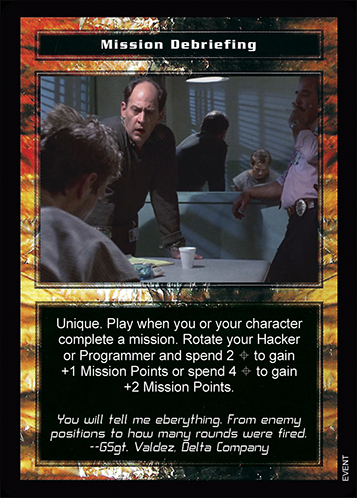 Mission Debriefing
Unique. Play when you or your character
complete a mission. Rotate your Hacker
or Programmer and spend 2 ⌖ to gain
+1 Mission Points or spend 4 ⌖ to gain
+2 Mission Points.
You will tell me eberything. From enemy
positions to how many rounds were fired.
--GSgt. Valdez, Delta Company
EVENT